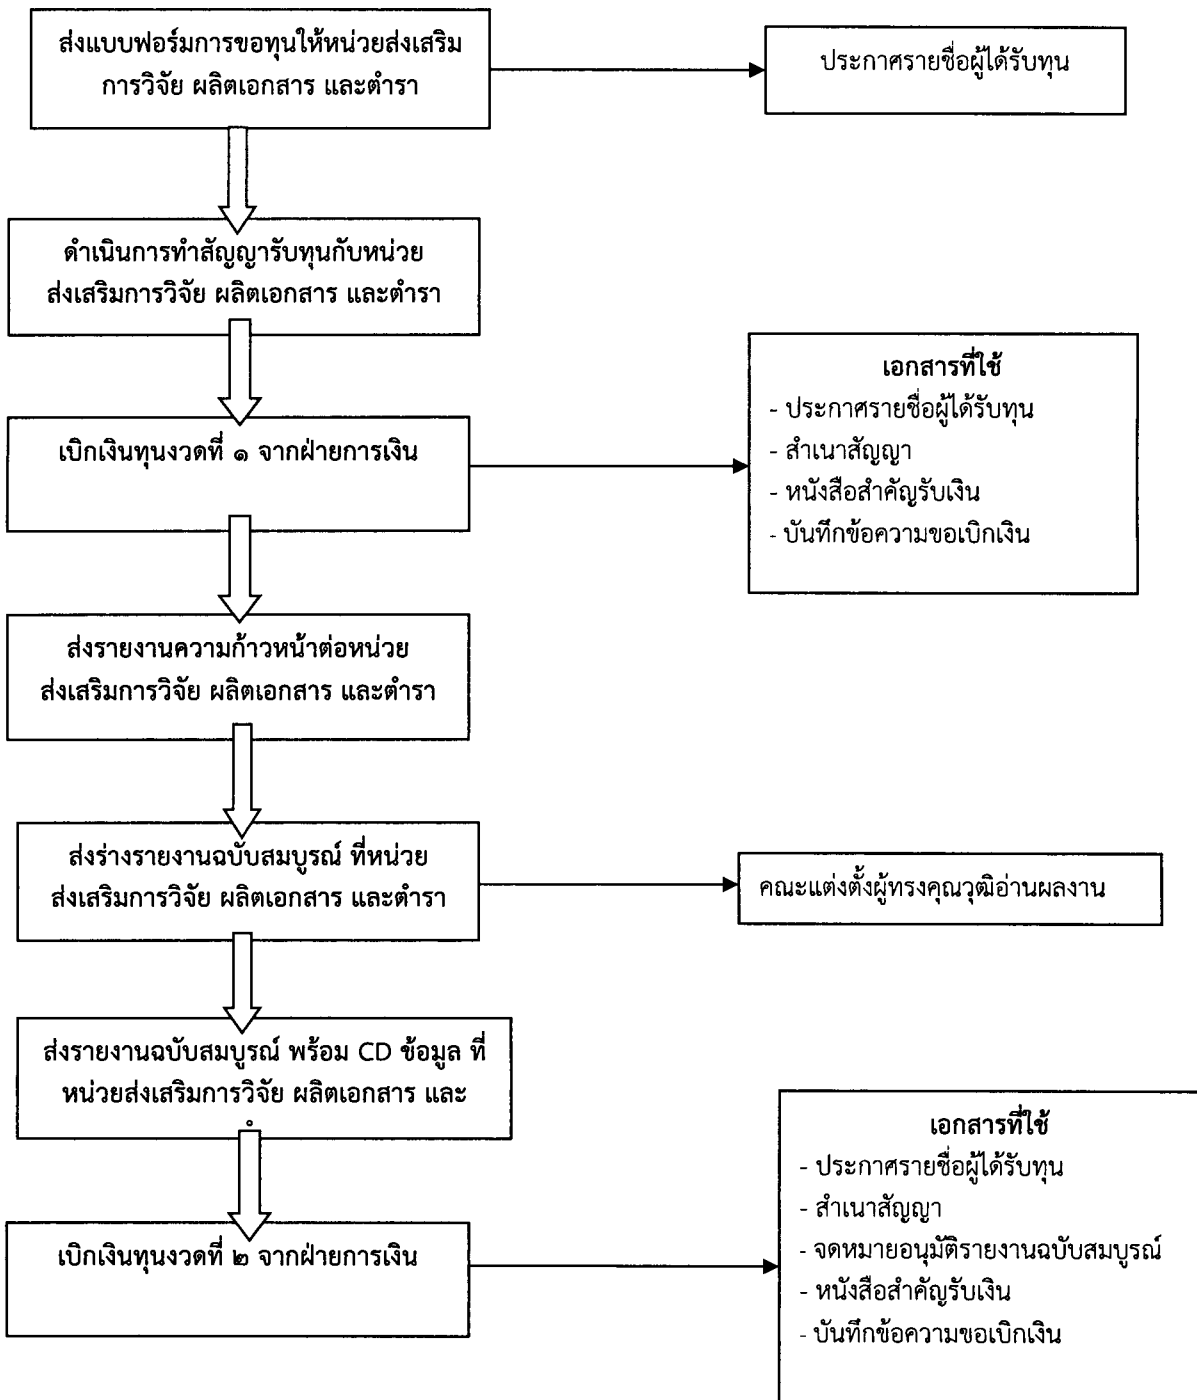 ส่งแบบฟอร์มการขอทุนให้หน่วยส่งเสริม
การวิจัย ผลิตเอกสาร และตำรา
ประกาศรายชื่อผู้ได้รับทุน
ดำเนินการทำสัญญารับทุนกับหน่วย
ส่งเสริมการวิจัย ผลิตเอกสาร และตำรา
เบิกเงินทุนงวดที่ ๑ จากฝ่ายการเงิน
เอกสารที่ใช้
- ประกาศรายชื่อผู้ได้รับทุน
- สำเนาสัญญา
- หนังสือสำคัญรับเงิน
- บันทึกข้อความขอเบิกเงิน
ส่งรายงานความก้าวหน้าต่อหน่วย
ส่งเสริมการวิจัย ผลิตเอกสาร และตำรา
ส่งร่างรายงานฉบับสมบูรณ์ ที่หน่วย
ส่งเสริมการวิจัย ผลิตเอกสาร และตำรา
คณะแต่งตั้งผู้ทรงคุณวุฒิอ่านผลงาน
ส่งรายงานฉบับสมบูรณ์ พร้อม CD ข้อมูล ที่
หน่วยส่งเสริมการวิจัย ผลิตเอกสาร และ
เบิกเงินทุนงวดที่ ๒ จากฝ่ายการเงิน
เอกสารที่ใช้
- ประกาศรายชื่อผู้ได้รับทุน
- สำเนาสัญญา
- จดหมายอนุมัติรายงานฉบับสมบูรณ์
- หนังสือสำคัญรับเงิน
- บันทึกข้อความขอเบิกเงิน